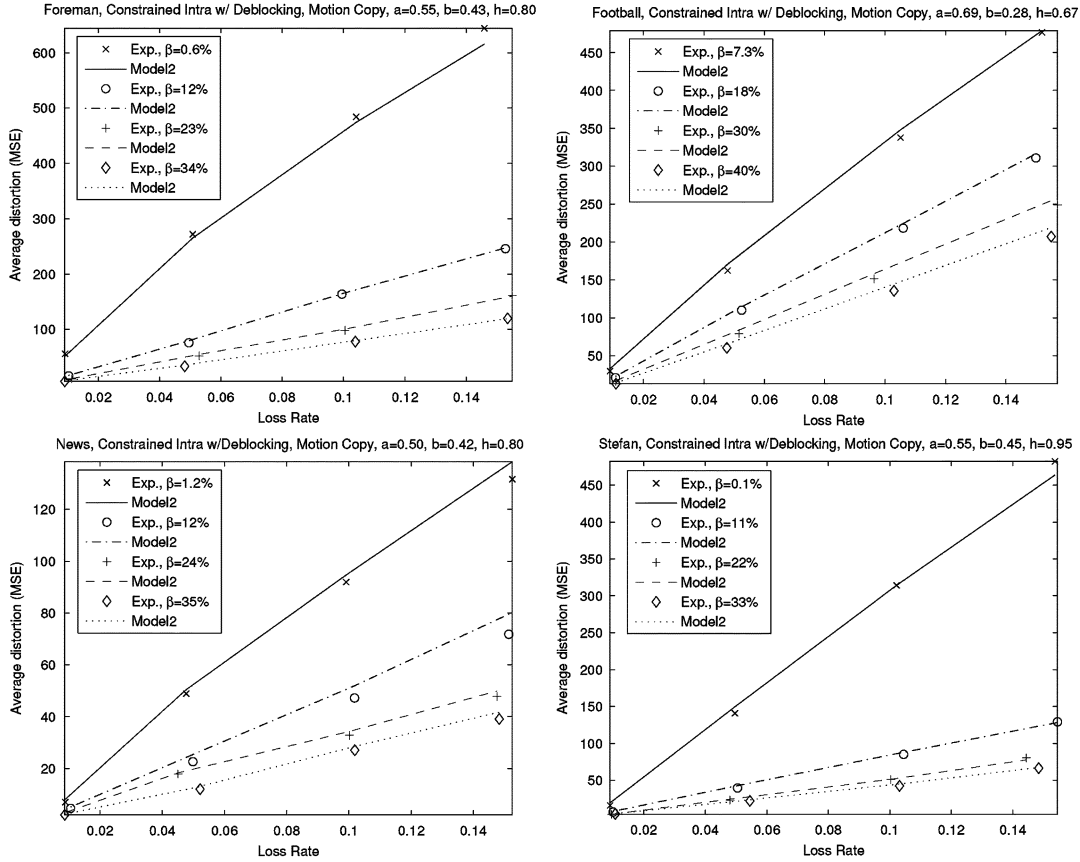 Foreman, Constrained Intra w/ Deblocking, Motion Copy, a=0.55, b=0.43, h=0.80
600
500
400
300
200
100
Average distortion (MSE)
× Exp., β=0.6%
Model2
Exp., β=12%
Model2
+ Exp., β=23%
Model2
Exp., β=34%
Model2
0.02 0.04 0.06 0.08 0.1 0.12 0.14
Loss Rate
Football, Constrained Intra w/ Deblocking, Motion Copy, a=0.69, b=0.28, h=0.67
450
400
350
300
250
200
150
100
50
Average distortion (MSE)
× Exp., β=7.3%
Model2
Exp., β=18%
Model2
+ Exp., β=30%
Model2
Exp., β=40%
Model2
0.02 0.04 0.06 0.08 0.1 0.12 0.14
Loss Rate
News, Constrained Intra w/Deblocking, Motion Copy, a=0.50, b=0.42, h=0.80
120
100
80
60
40
20
Average distortion (MSE)
× Exp., β=1.2%
Model2
Exp., β=12%
Model2
+ Exp., β=24%
Model2
Exp., β=35%
Model2
0.02 0.04 0.06 0.08 0.1 0.12 0.14
Loss Rate
Stefan, Constrained Intra w/Deblocking, Motion Copy, a=0.55, b=0.45, h=0.95
450
400
350
300
250
200
150
100
50
Average distortion (MSE)
× Exp., β=0.1%
Model2
Exp., β=11%
Model2
+ Exp., β=22%
Model2
Exp., β=33%
Model2
0.02 0.04 0.06 0.08 0.1 0.12 0.14
Loss Rate